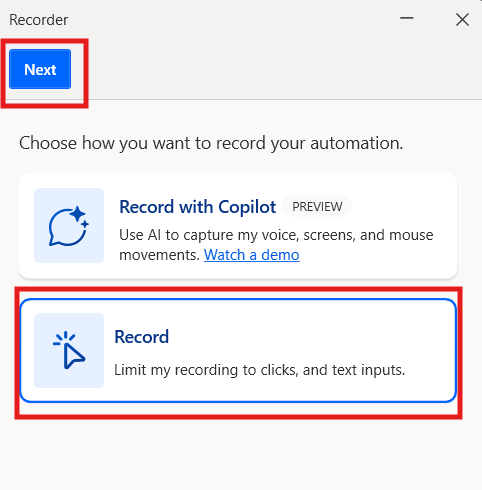 Recorder
Next
Choose how you want to record your automation.
Record with Copilot PREVIEW
Use AI to capture my voice, screens, and mouse
movements. Watch a demo
Record
Limit my recording to clicks, and text inputs.